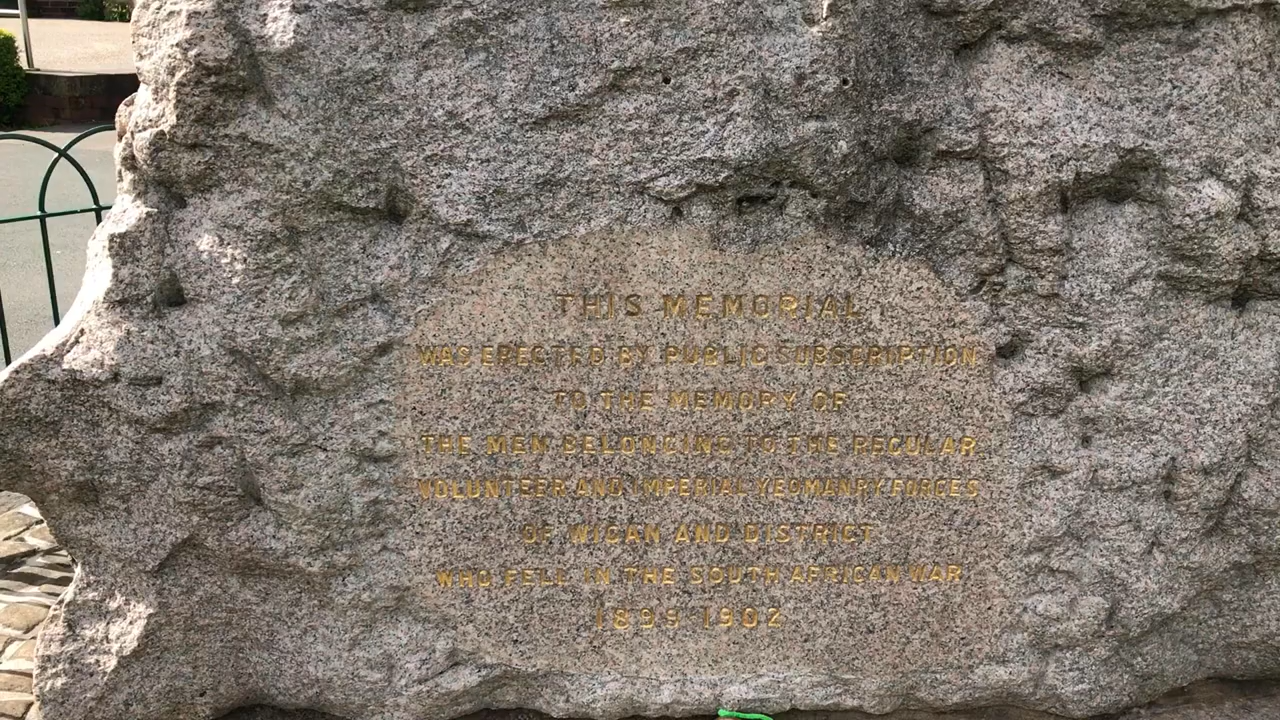 THIS MEMORIAL
WAS ERECTED BY PUBLIC SUBSCRIPTION
TO THE MEMORY OF
THE MEN BELONGING TO THE REGULAR
VOLUNTEER AND IMPERIAL YEOMANRY FORCES
OF WIGAN AND DISTRICT
WHO FELL IN THE SOUTH AFRICAN WAR
1899 1902